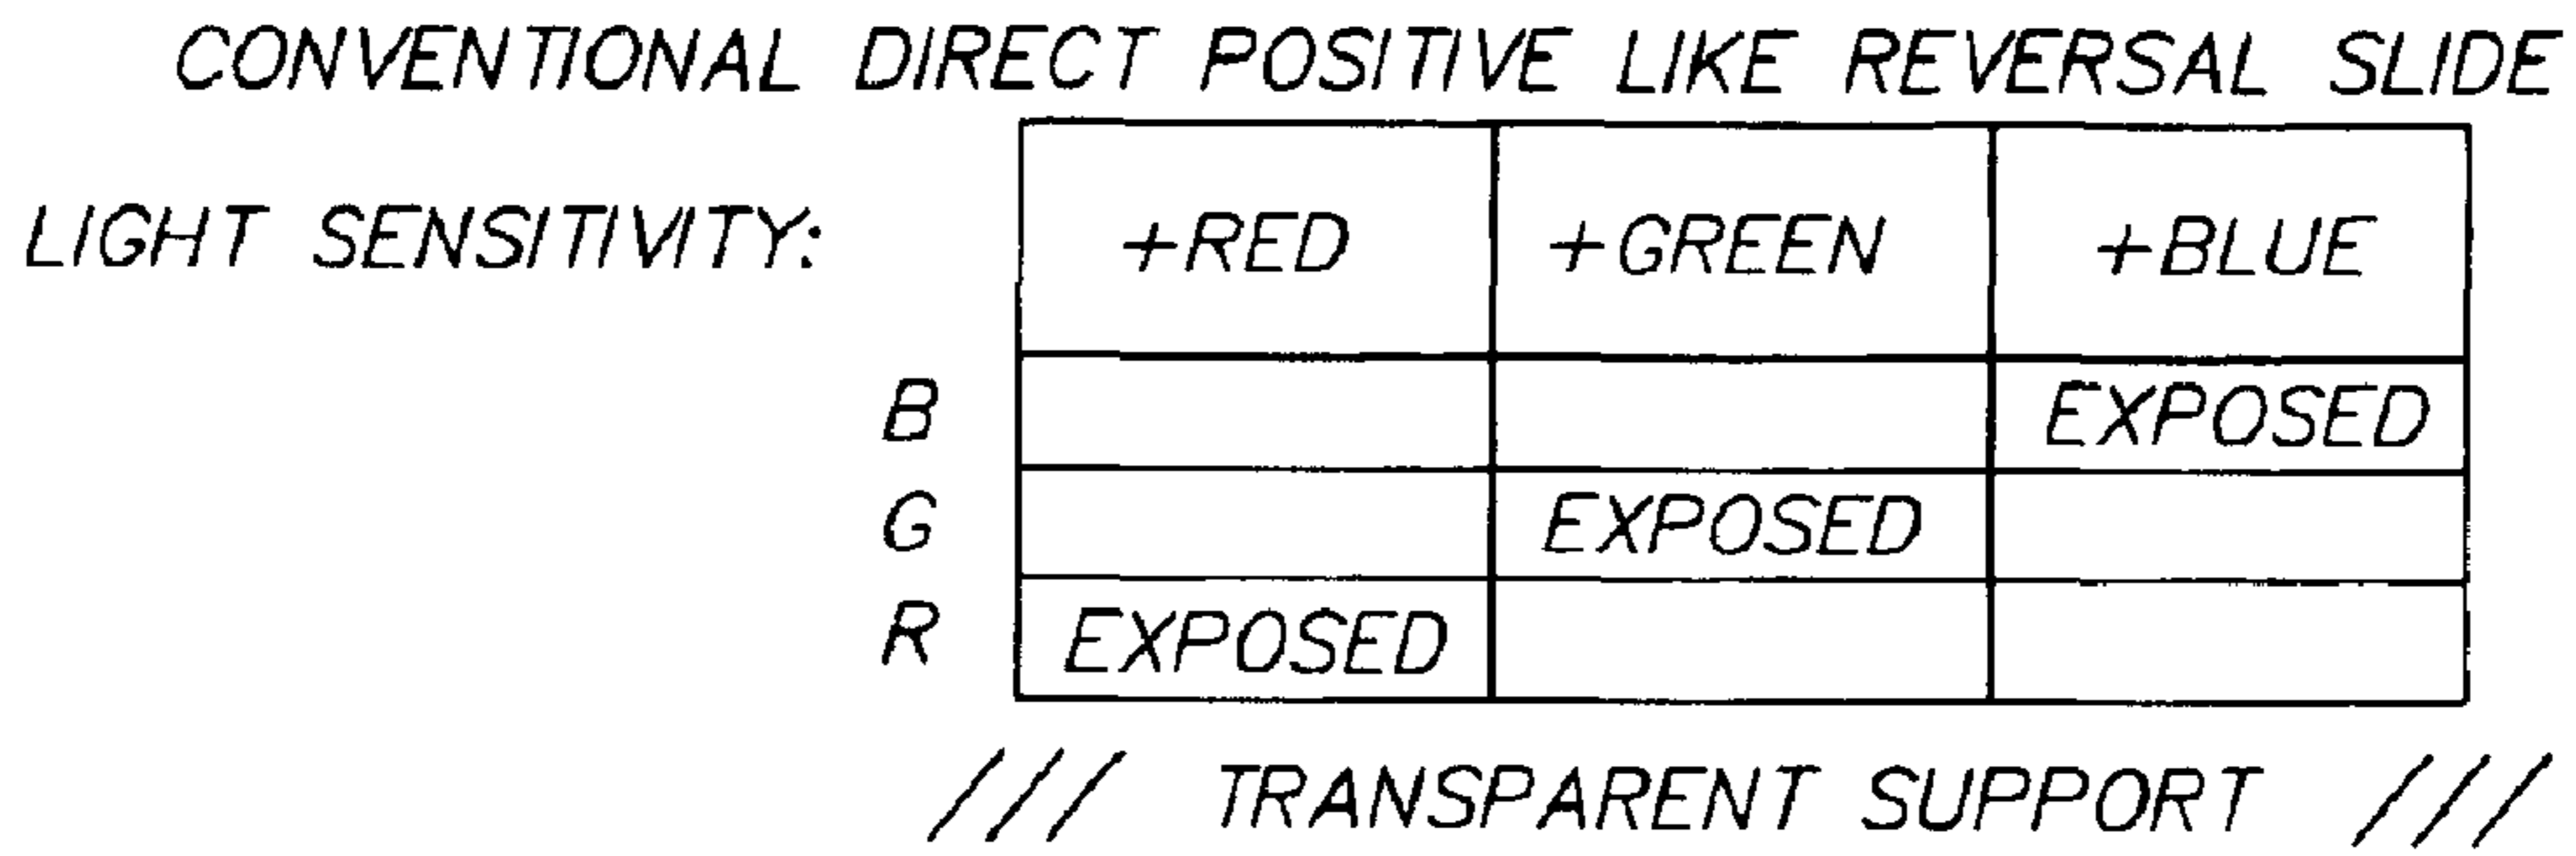 CONVENTIONAL DIRECT POSITIVE LIKE REVERSAL SLIDE
LIGHT SENSITIVITY: +RED +GREEN +BLUE
B EXPOSED
G EXPOSED
R EXPOSED
/// TRANSPARENT SUPPORT ///